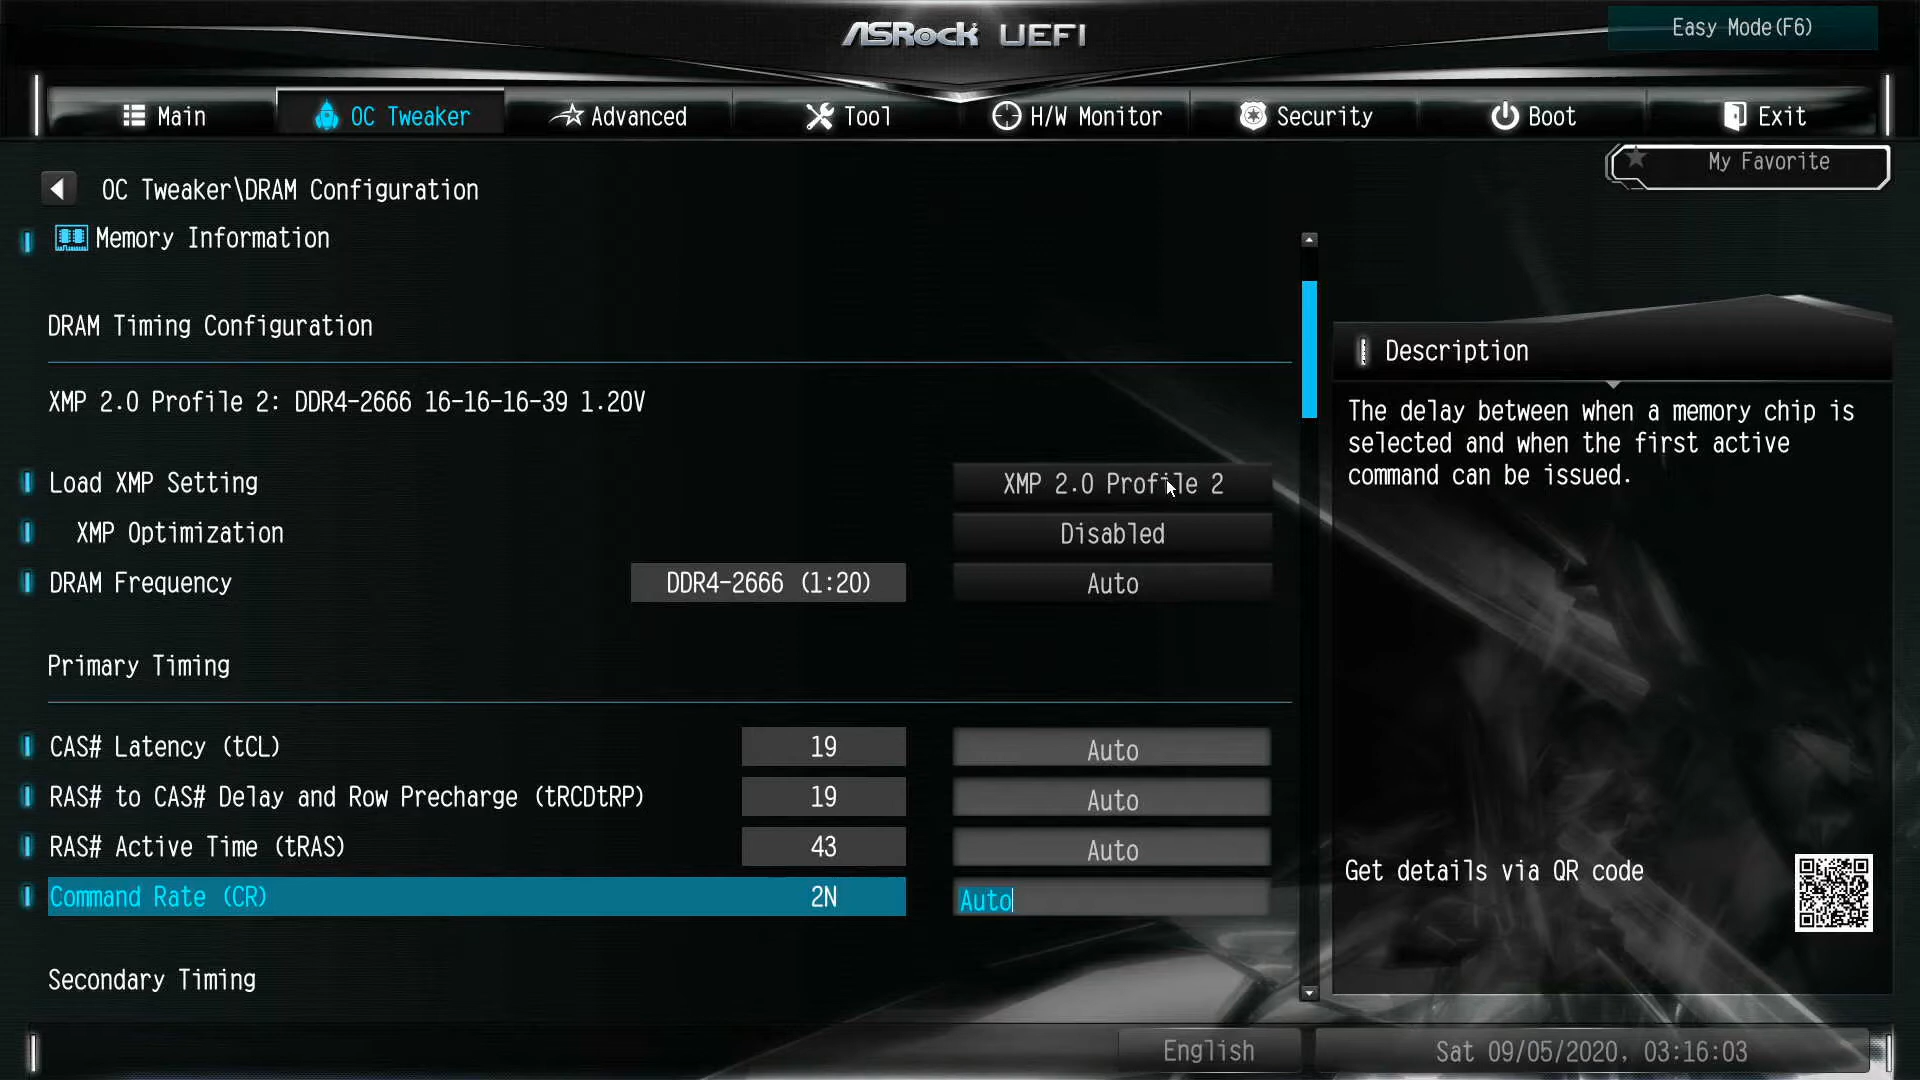 ASRock UEFI
Easy Mode(F6)
Main
OC Tweaker
Advanced
Tool
H/W Monitor
Security
Boot
Exit
My Favorite
OC Tweaker\DRAM Configuration
Memory Information
DRAM Timing Configuration
XMP 2.0 Profile 2: DDR4-2666 16-16-16-39 1.20V
Load XMP Setting XMP 2.0 Profile 2
XMP Optimization Disabled
DRAM Frequency DDR4-2666 (1:20) Auto
Primary Timing
CAS# Latency (tCL) 19 Auto
RAS# to CAS# Delay and Row Precharge (tRCDtRP) 19 Auto
RAS# Active Time (tRAS) 43 Auto
Command Rate (CR) 2N Auto
Secondary Timing
Description
The delay between when a memory chip is
selected and when the first active
command can be issued.
Get details via QR code
English
Sat 09/05/2020, 03:16:03